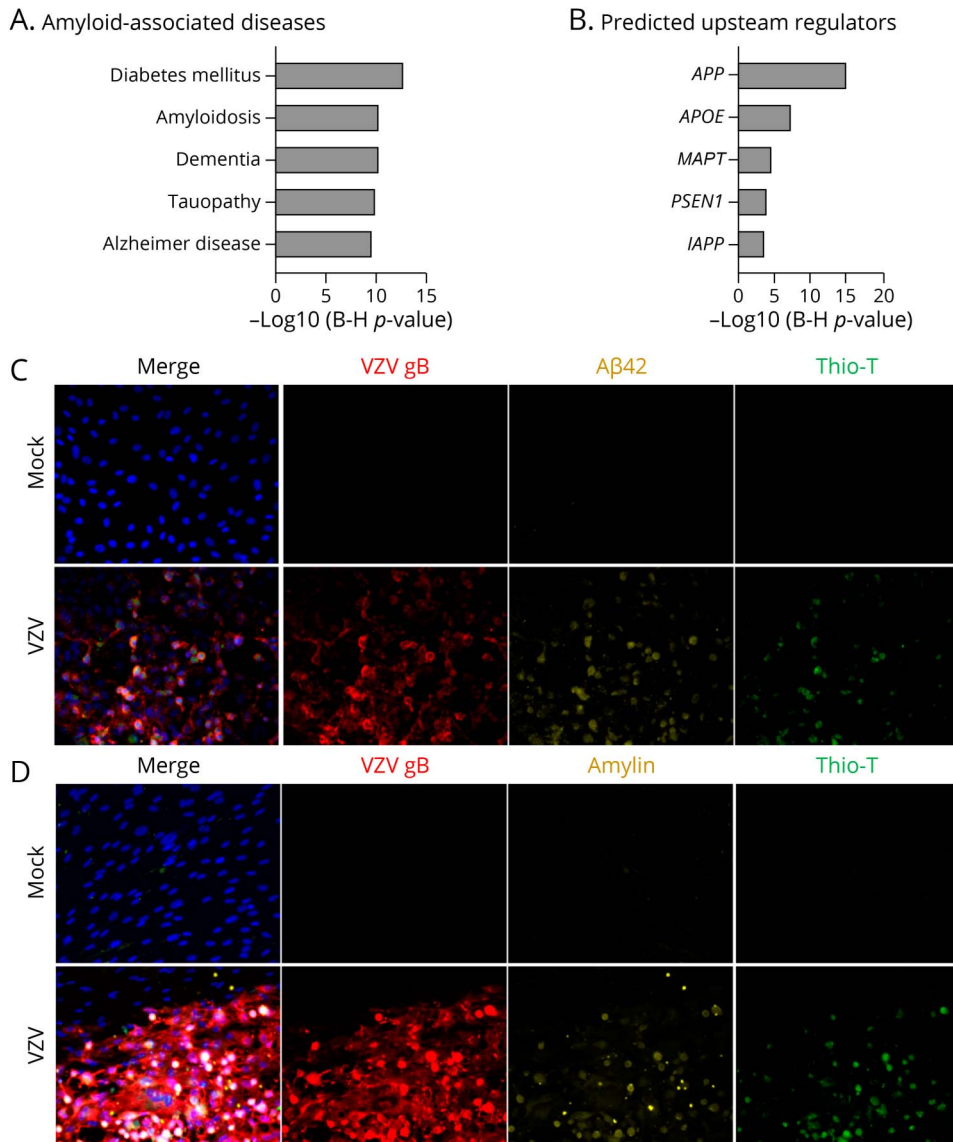 A. Amyloid-associated diseases
Diabetes mellitus
Amyloidosis
Dementia
Tauopathy
Alzheimer disease
0 5 10 15
–Log10 (B-H p-value)
B. Predicted upstream regulators
APP
APOE
MAPT
PSEN1
IAPP
0 5 10 15 20
–Log10 (B-H p-value)
C Merge VZV gB Aβ42 Thio-T
Mock
VZV
D Merge VZV gB Amylin Thio-T
Mock
VZV